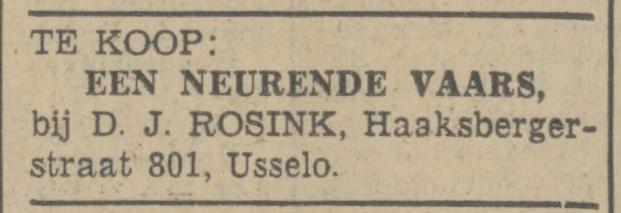 TE KOOP:
EEN NEURENDE VAARS,
bij D. J. ROSINK, Haaksberger-
straat 801, Usselo.